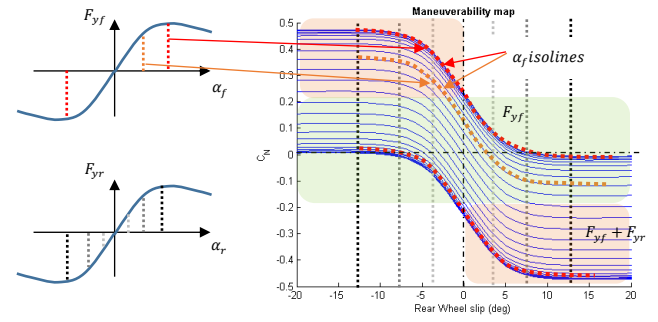 F_yf
α_f
F_yr
α_r
Maneuverability map
α_f isolines
F_yf
F_yf + F_yr
C_N
0.5
0.4
0.3
0.2
0.1
0
-0.1
-0.2
-0.3
-0.4
-0.5
-20 -15 -10 -5 0 5 10 15 20
Rear Wheel slip (deg)